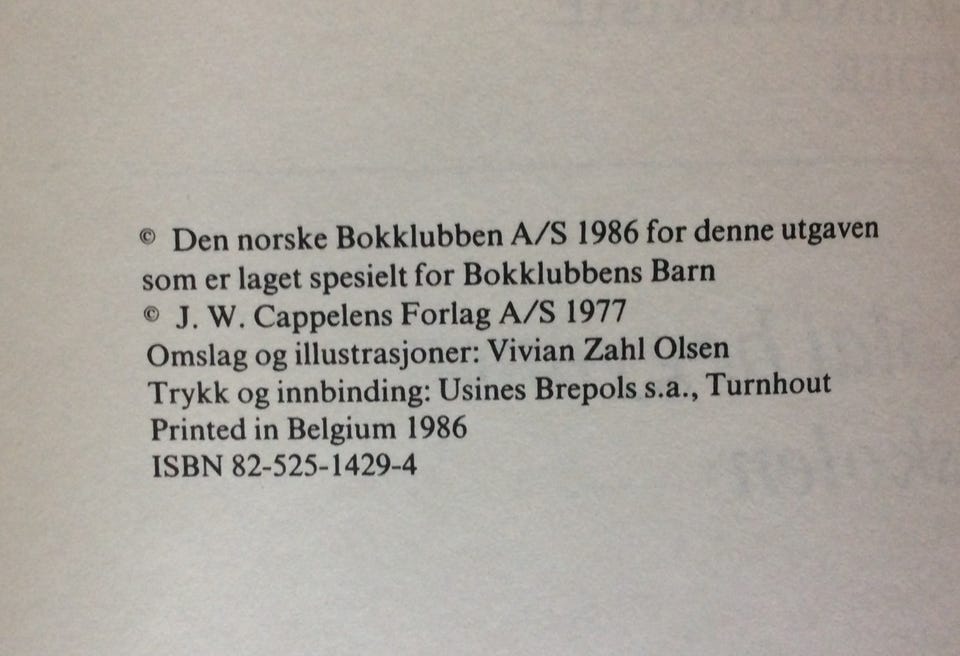 © Den norske Bokklubben A/S 1986 for denne utgaven
som er laget spesielt for Bokklubbens Barn
© J. W. Cappelens Forlag A/S 1977
Omslag og illustrasjoner: Vivian Zahl Olsen
Trykk og innbinding: Usines Brepols s.a., Turnhout
Printed in Belgium 1986
ISBN 82-525-1429-4